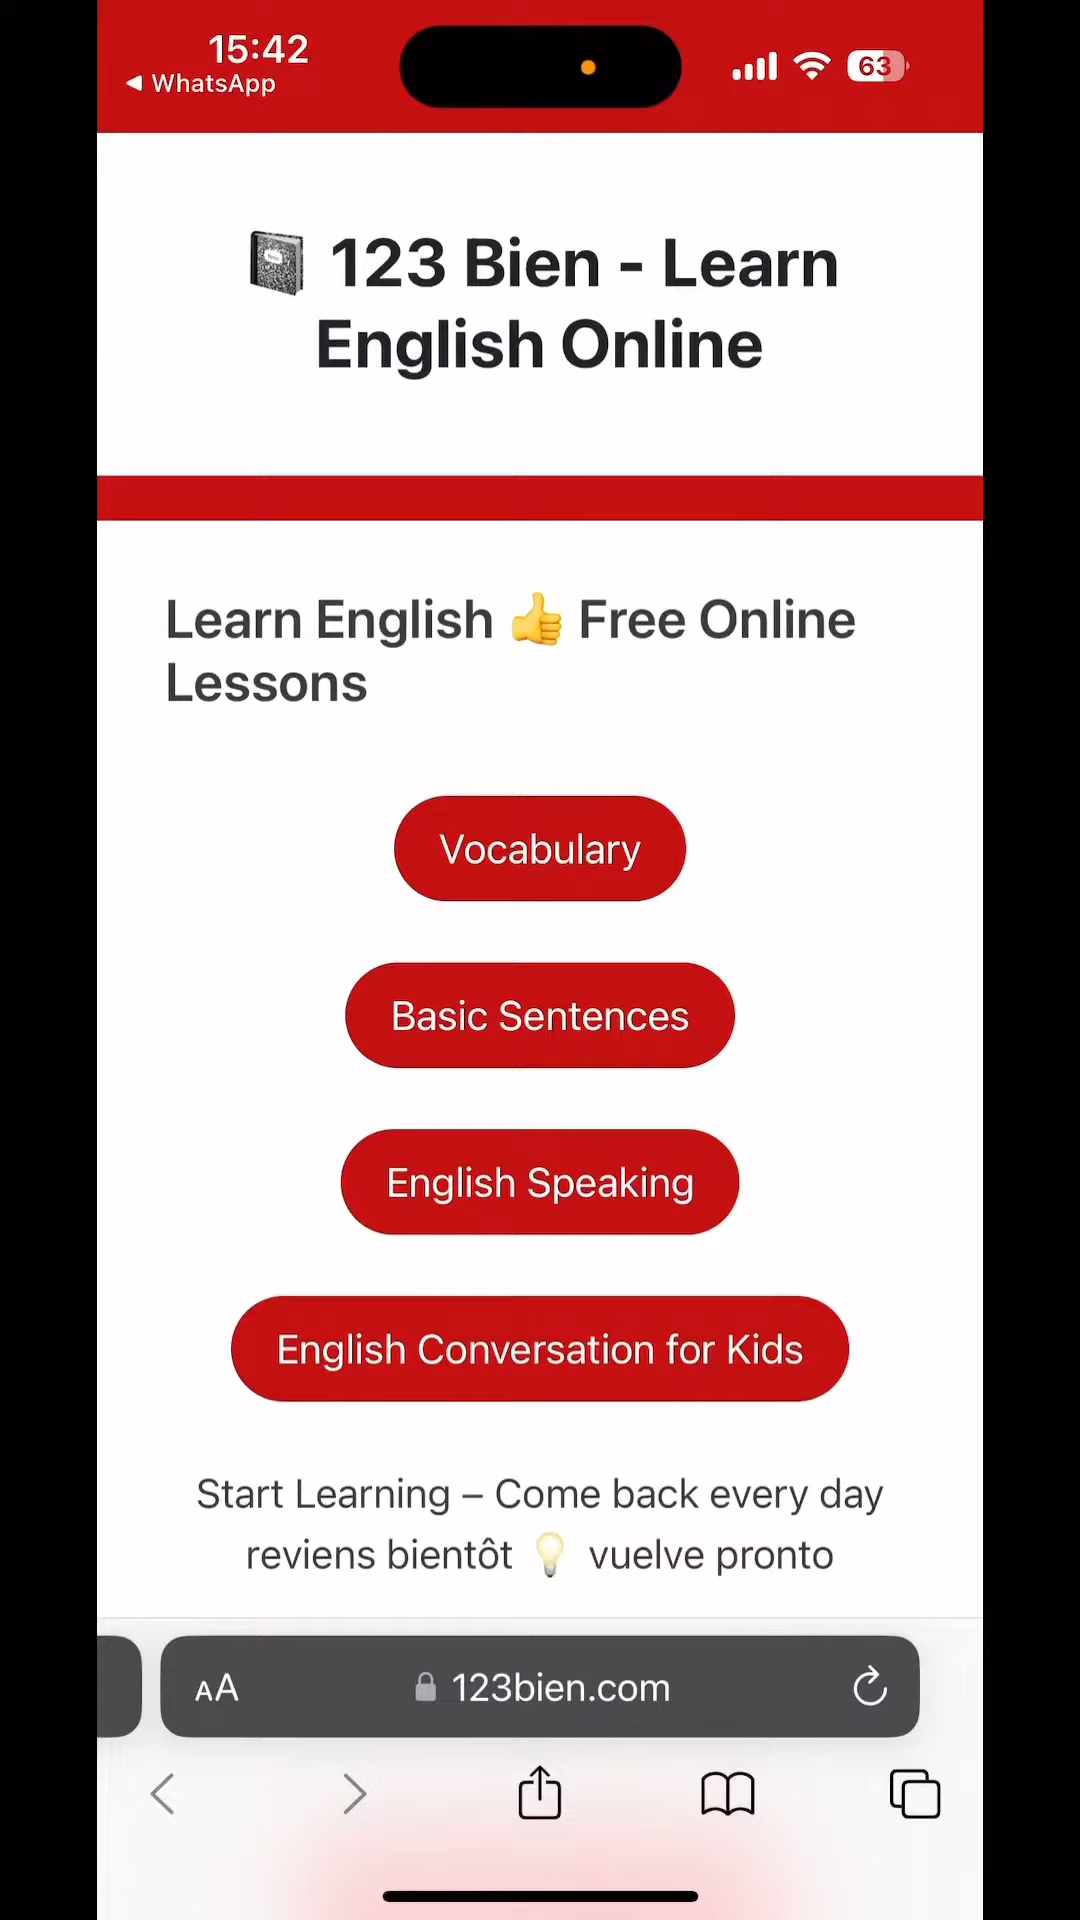 15:42
WhatsApp
63
123 Bien - Learn
English Online
Learn English 👍 Free Online
Lessons
Vocabulary
Basic Sentences
English Speaking
English Conversation for Kids
Start Learning – Come back every day
reviens bientôt 💡 vuelve pronto
AA 123bien.com